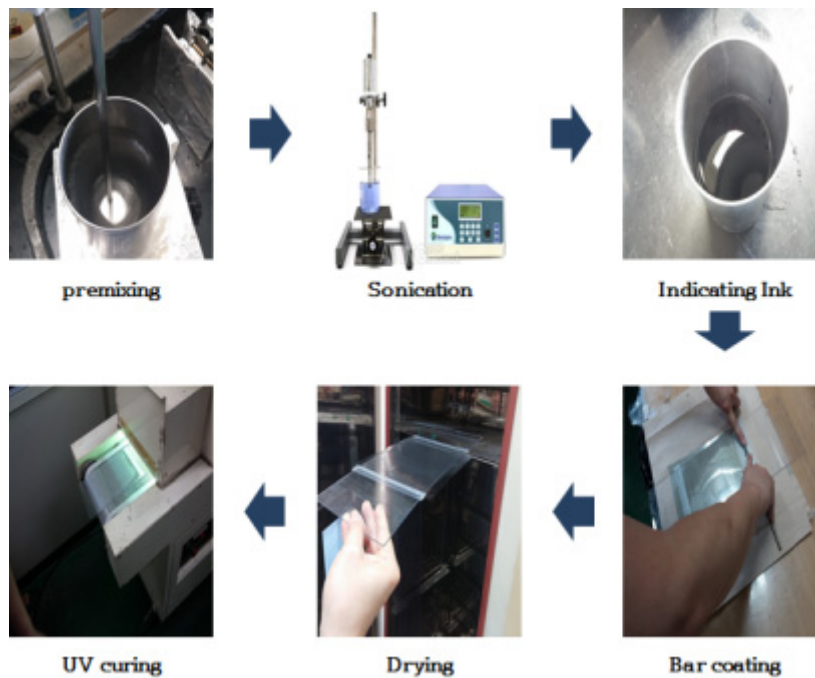 premixing
Sonication
Indicating Ink
UV curing
Drying
Bar coating